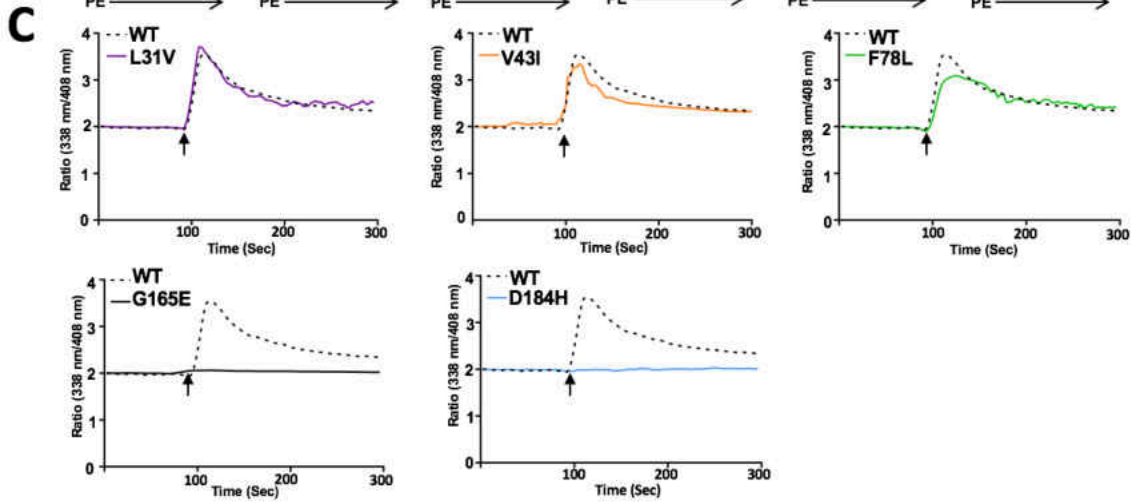 PE PE PE PE PE PE
C
WT
L31V
Ratio (338 nm/408 nm)
4
3
2
1
0
100 200 300
Time (Sec)
WT
V43I
Ratio (338 nm/408 nm)
4
3
2
1
0
100 200 300
Time (Sec)
WT
F78L
Ratio (338 nm/408 nm)
4
3
2
1
0
100 200 300
Time (Sec)
WT
G165E
Ratio (338 nm/408 nm)
4
3
2
1
0
100 200 300
Time (Sec)
WT
D184H
Ratio (338 nm/408 nm)
4
3
2
1
0
100 200 300
Time (Sec)